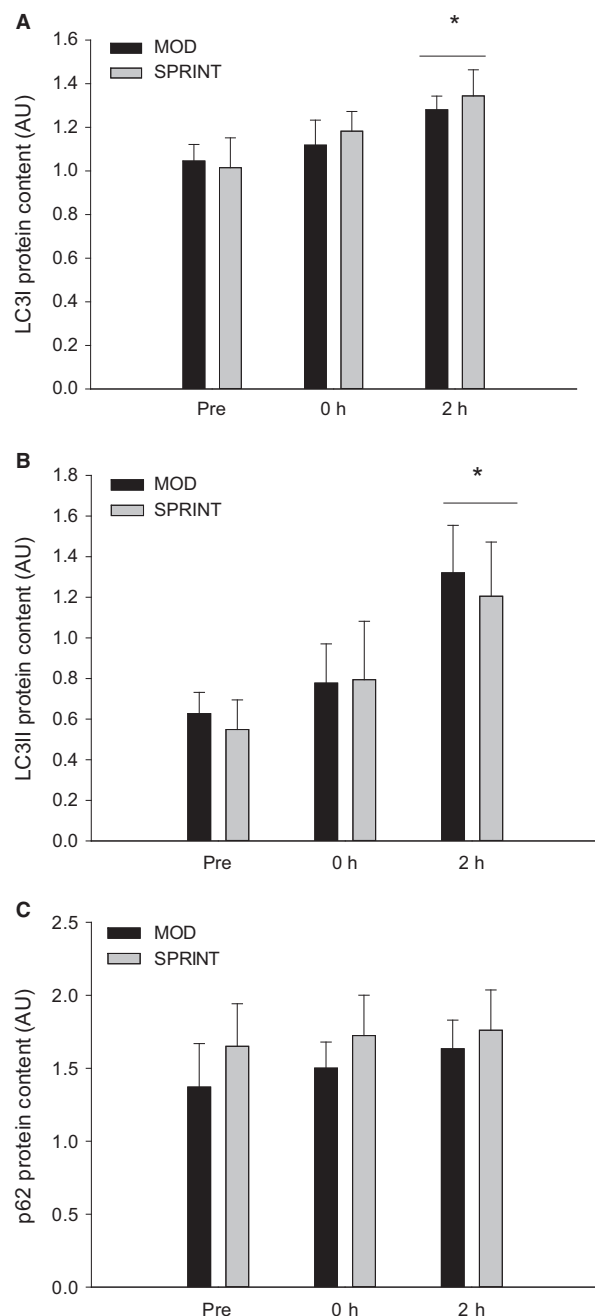 A
1.6
MOD
SPRINT
*
1.4
1.2
1.0
0.8
0.6
0.4
0.2
0.0
LC3I protein content (AU)
Pre 0 h 2 h
B
1.8
MOD
SPRINT
*
1.6
1.4
1.2
1.0
0.8
0.6
0.4
0.2
0.0
LC3II protein content (AU)
Pre 0 h 2 h
C
2.5
MOD
SPRINT
2.0
1.5
1.0
0.5
0.0
p62 protein content (AU)
Pre 0 h 2 h